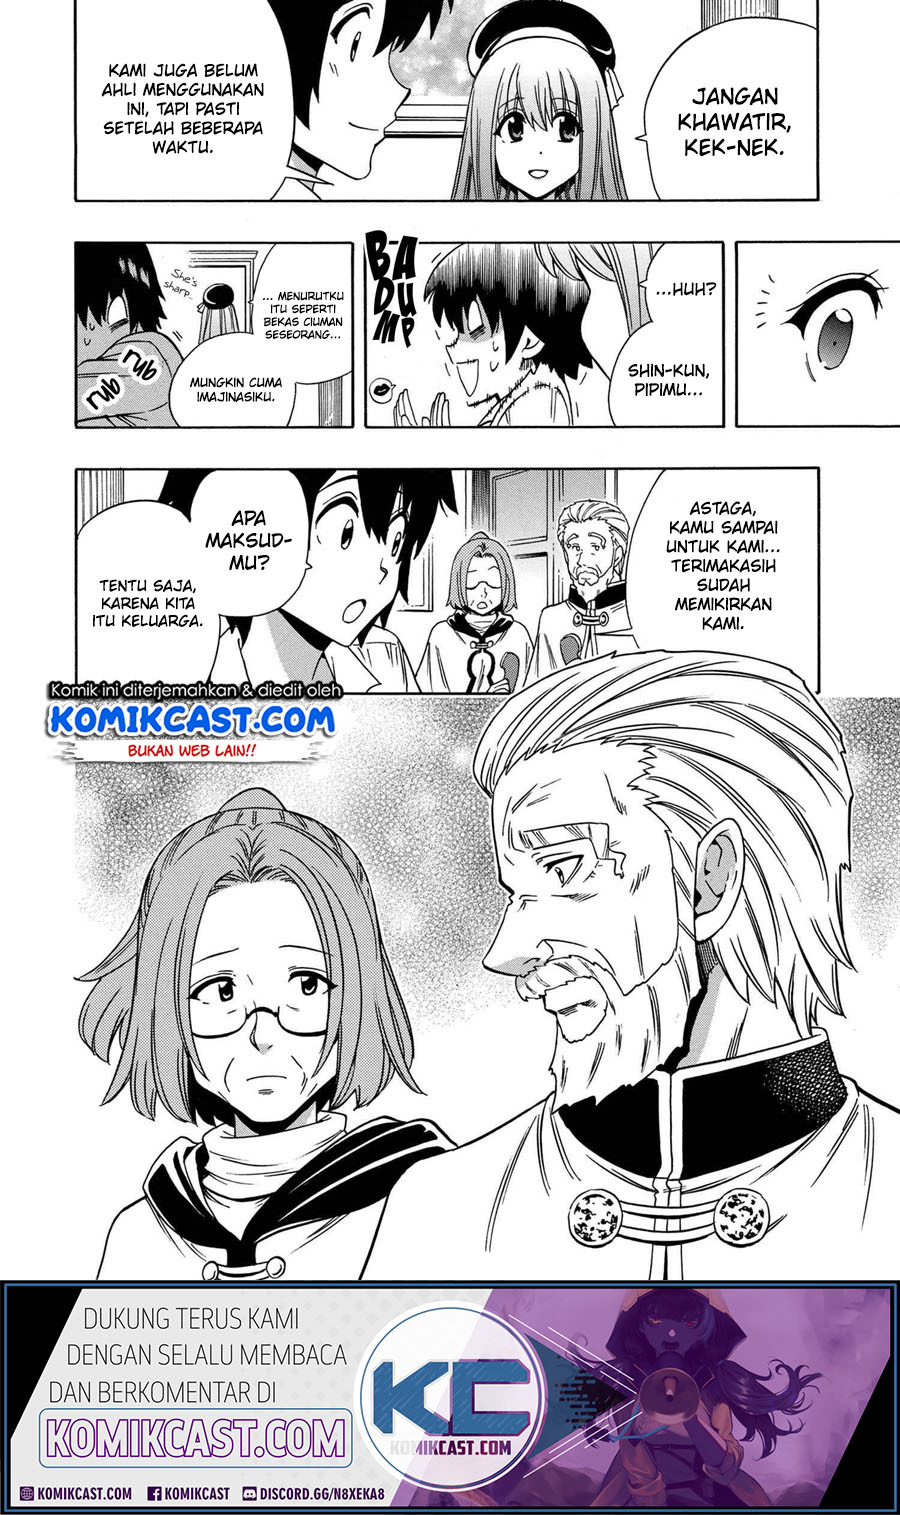 JANGAN
KHAWATIR,
KEK-NEK.
KAMI JUGA BELUM
AHLI MENGGUNAKAN
INI, TAPI PASTI
SETELAH BEBERAPA
WAKTU.
...HUH?
SHIN-KUN,
PIPIMU...
B-
BADUMP
... MENURUTKU
ITU SEPERTI
BEKAS CIUMAN
SESEORANG...
MUNGKIN CUMA
IMAJINASIKU.
She's
sharp...
rub
rub
rub
ASTAGA,
KAMU SAMPAI
UNTUK KAMI...
TERIMAKASIH
SUDAH
MEMIKIRKAN
KAMI.
APA
MAKSUD-
MU?
TENTU SAJA,
KARENA KITA
ITU KELUARGA.
Komik ini diterjemahkan & diedit oleh
KOMIKCAST.COM
BUKAN WEB LAIN!!
DUKUNG TERUS KAMI
DENGAN SELALU MEMBACA
DAN BERKOMENTAR DI
KOMIKCAST.COM
KC
KOMIKCAST.COM
KOMIKCAST.COM
KOMIKCAST
DISCORD.GG/N8XEKA8